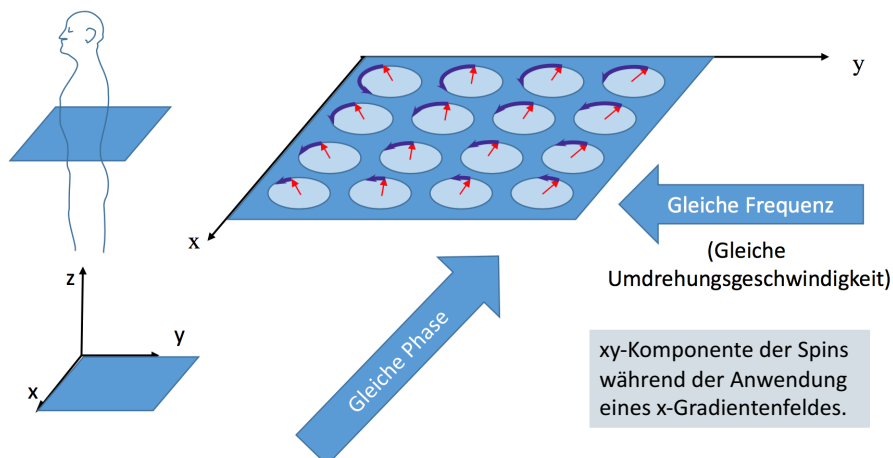 y
x
Gleiche Frequenz
(Gleiche
Umdrehungsgeschwindigkeit)
z
y
x
Gleiche Phase
xy-Komponente der Spins
während der Anwendung
eines x-Gradientenfeldes.